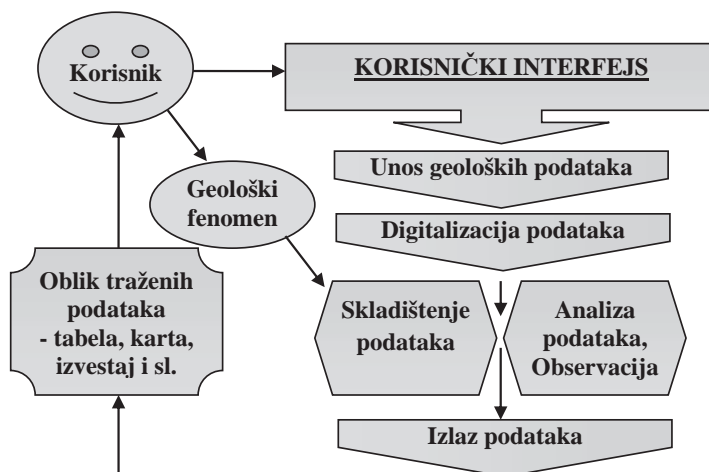 Korisnik
KORISNIČKI INTERFEJS
Unos geoloških podataka
Geološki
fenomen
Digitalizacija podataka
Oblik traženih
podataka
- tabela, karta,
izvestaj i sl.
Skladištenje
podataka
Analiza
podataka,
Observacija
Izlaz podataka